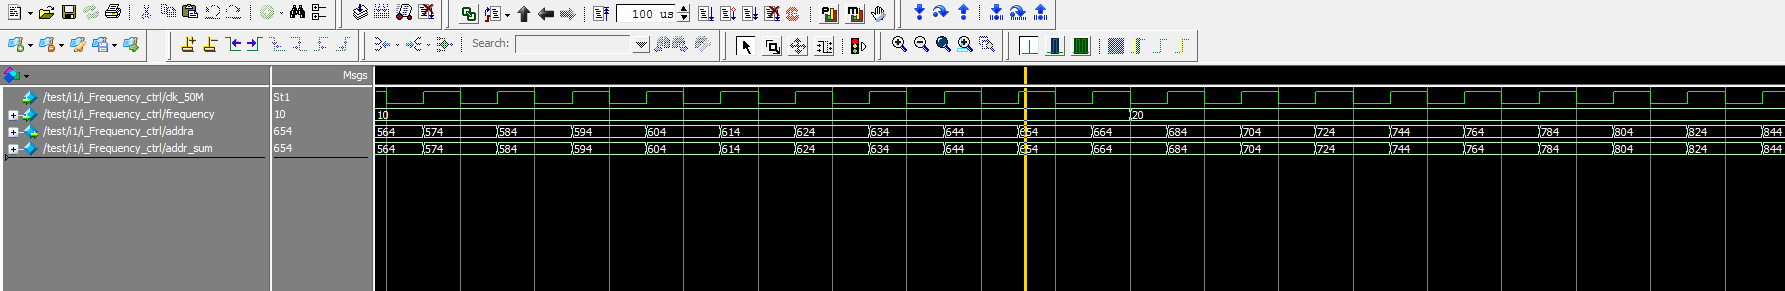 100 us
Search:
Msgs
/test/i1/i_Frequency_ctrl/clk_50M St1
/test/i1/i_Frequency_ctrl/frequency 10 10 20
/test/i1/i_Frequency_ctrl/addra 654 564 574 584 594 604 614 624 634 644 654 664 684 704 724 744 764 784 804 824 844
/test/i1/i_Frequency_ctrl/addr_sum 654 564 574 584 594 604 614 624 634 644 654 664 684 704 724 744 764 784 804 824 844